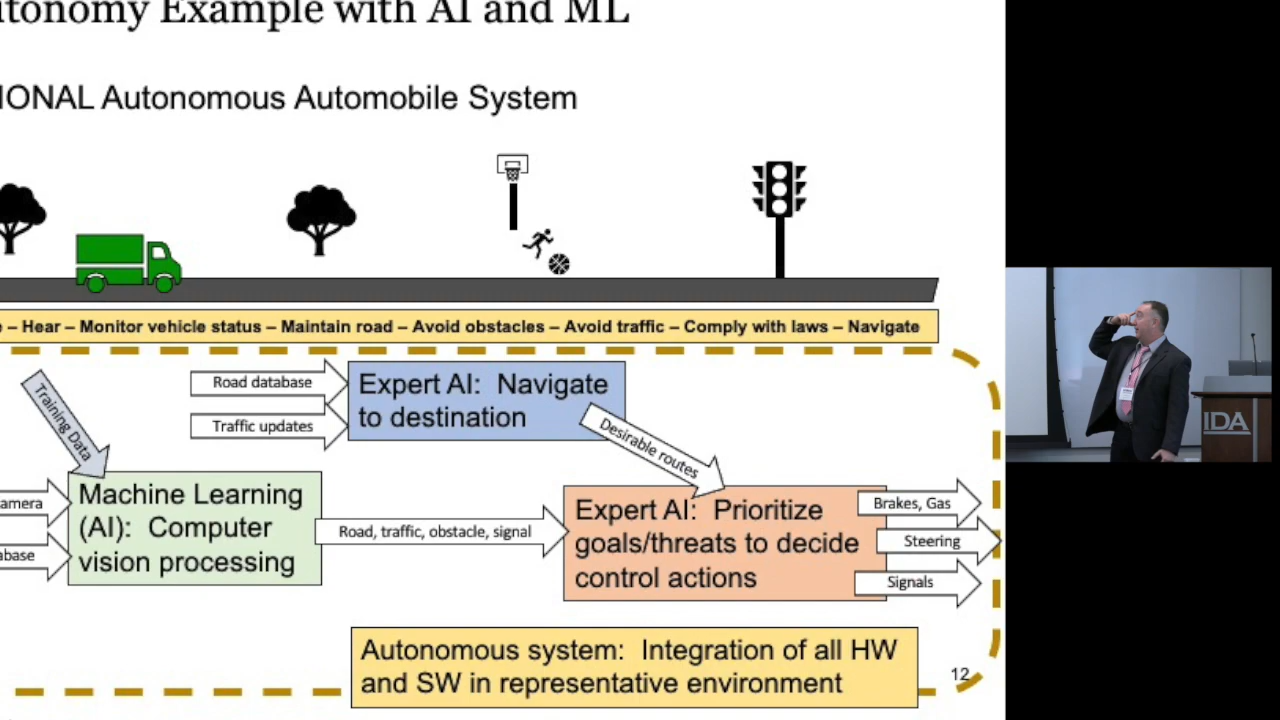 utonomy Example with AI and ML
IONAL Autonomous Automobile System
– Hear – Monitor vehicle status – Maintain road – Avoid obstacles – Avoid traffic – Comply with laws – Navigate
Training Data
Road database
Traffic updates
Expert AI: Navigate
to destination
Desirable routes
amera
abase
Machine Learning
(AI): Computer
vision processing
Road, traffic, obstacle, signal
Expert AI: Prioritize
goals/threats to decide
control actions
Brakes, Gas
Steering
Signals
Autonomous system: Integration of all HW
and SW in representative environment
12
IDA